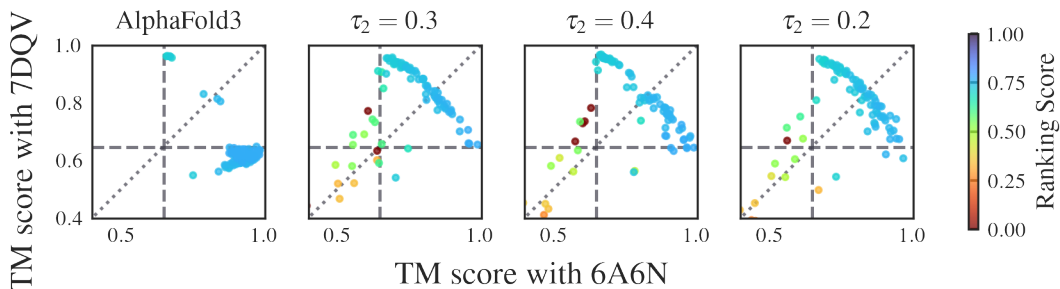 AlphaFold3
τ₂ = 0.3
τ₂ = 0.4
τ₂ = 0.2
TM score with 7DQV
1.0
0.8
0.6
0.4
0.5 1.0
0.5 1.0
0.5 1.0
0.5 1.0
TM score with 6A6N
1.00
0.75
0.50
0.25
0.00
Ranking Score